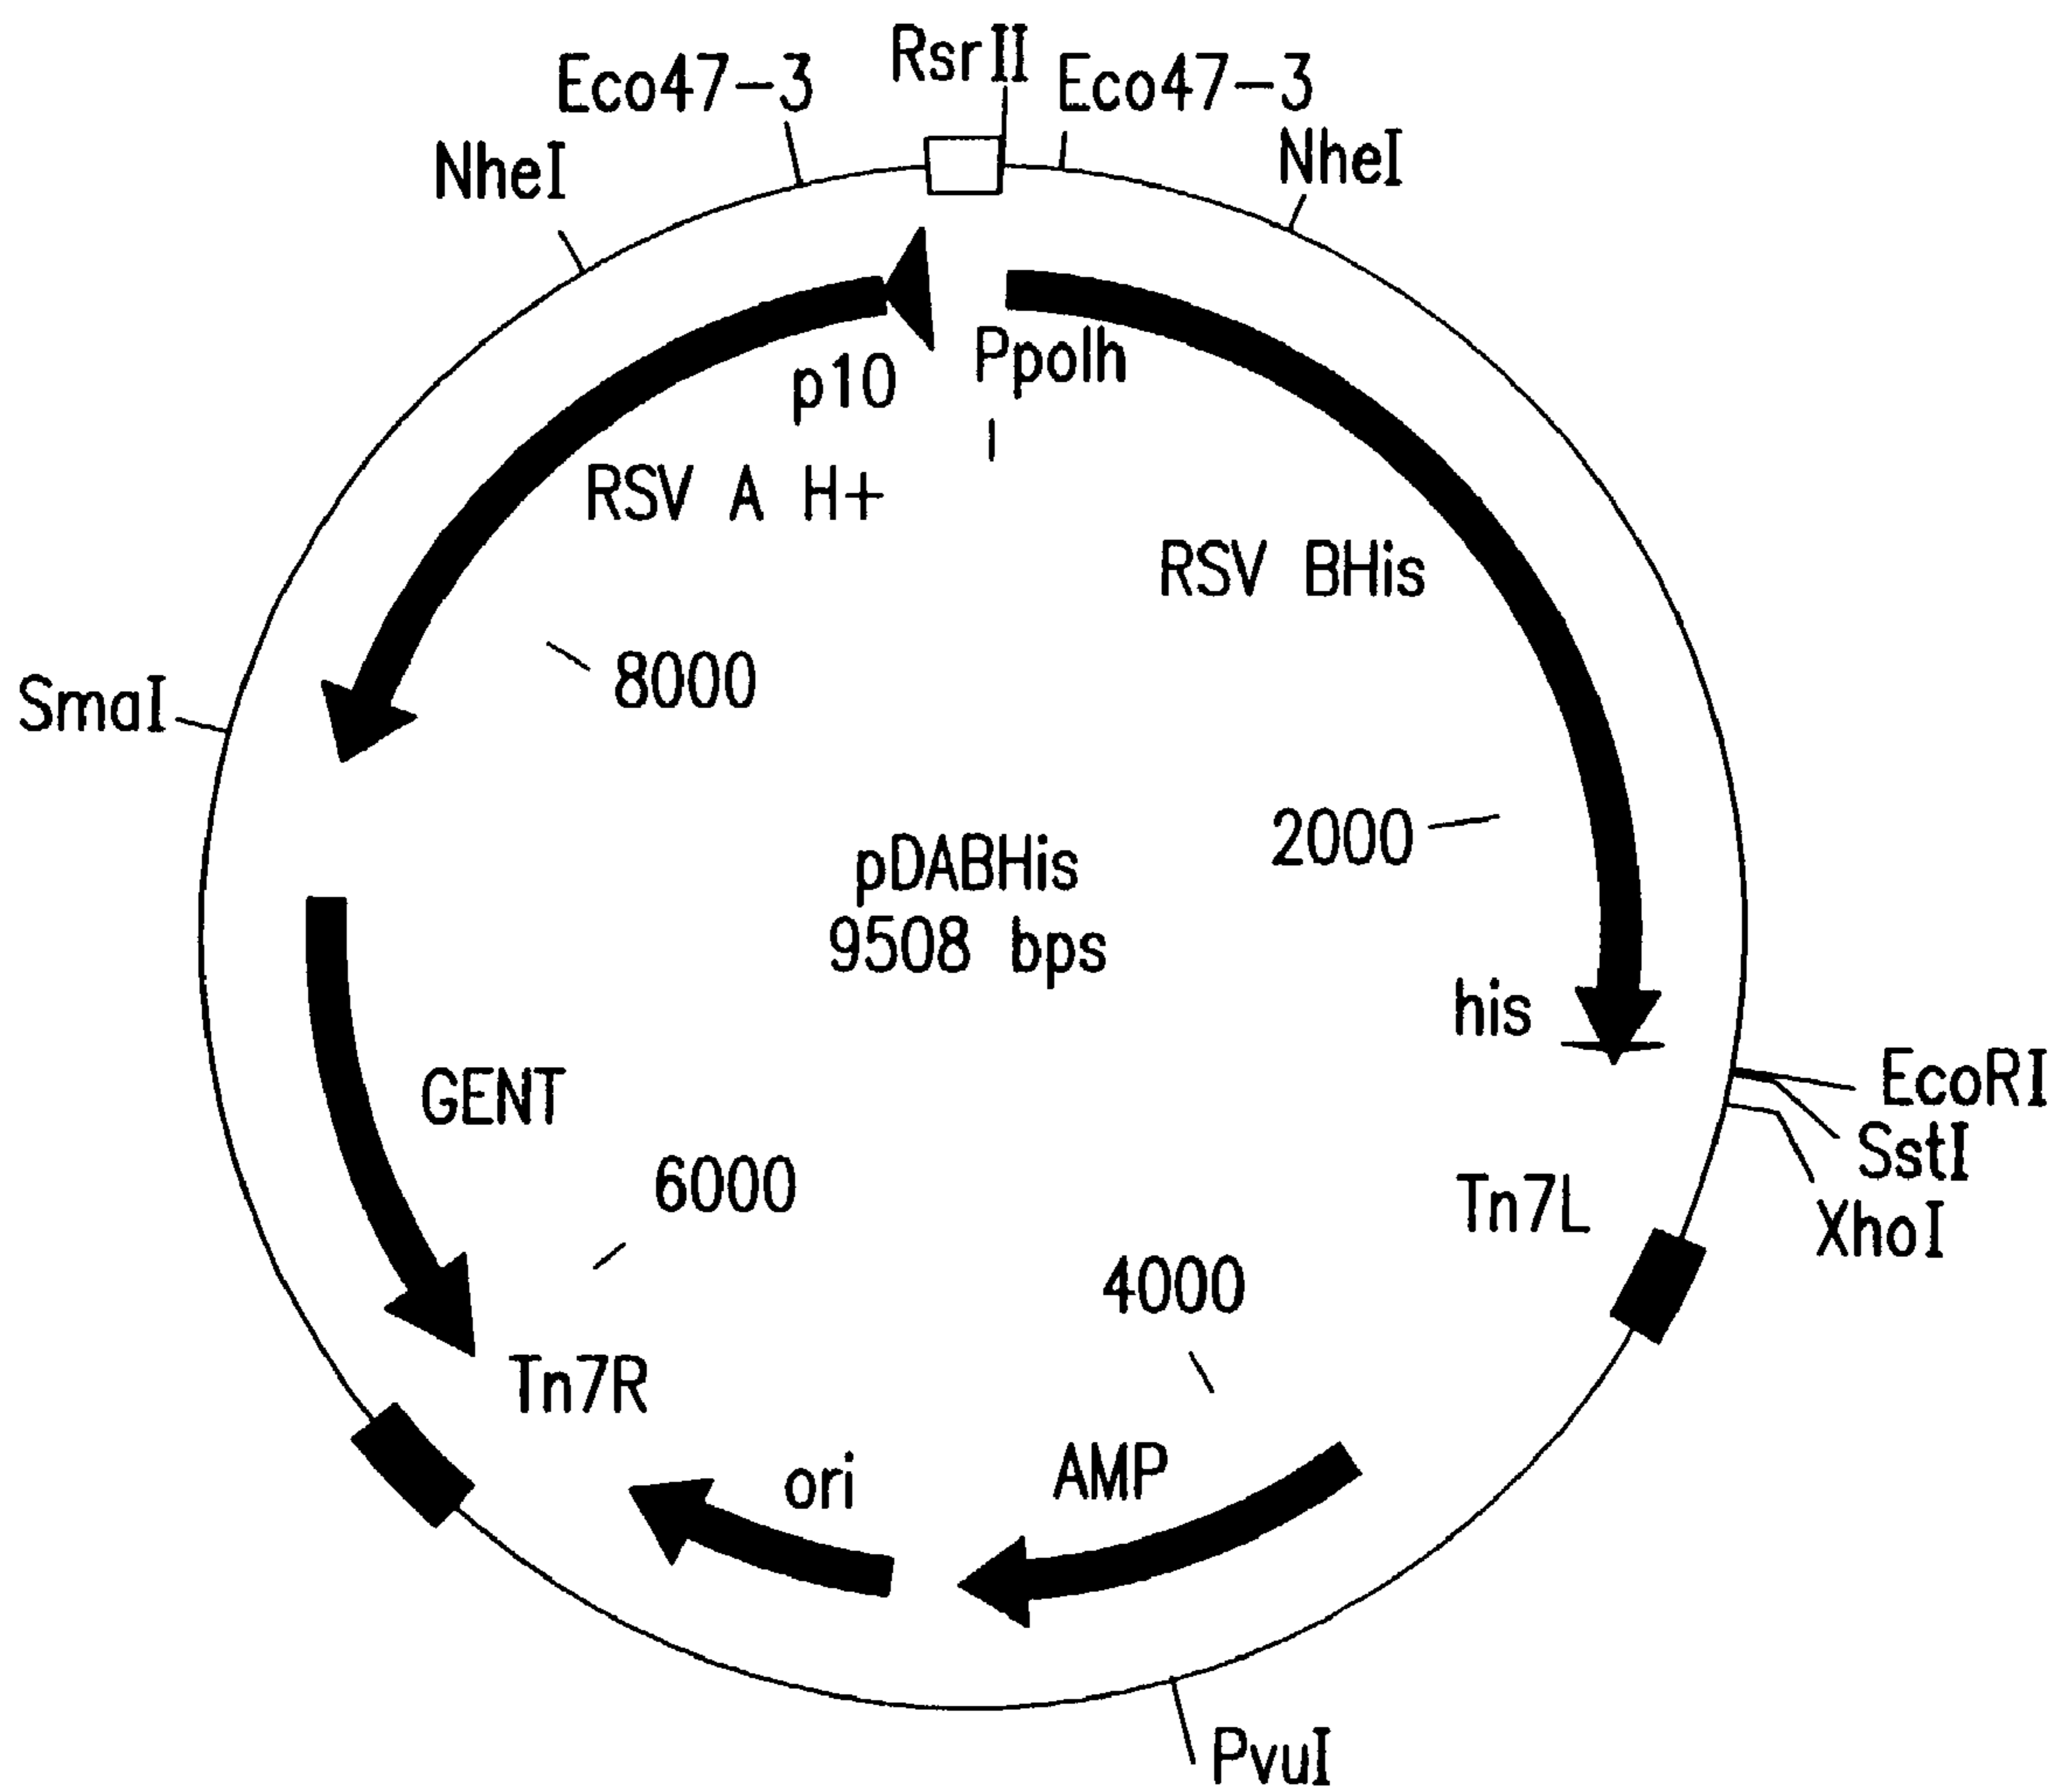 RsrII
Eco47-3
Eco47-3
NheI
NheI
p10
Ppolh
RSV A H+
RSV BHis
8000
SmaI
2000
pDABHis
9508 bps
his
EcoRI
GENT
SstI
6000
Tn7L
XhoI
4000
Tn7R
ori
AMP
PvuI